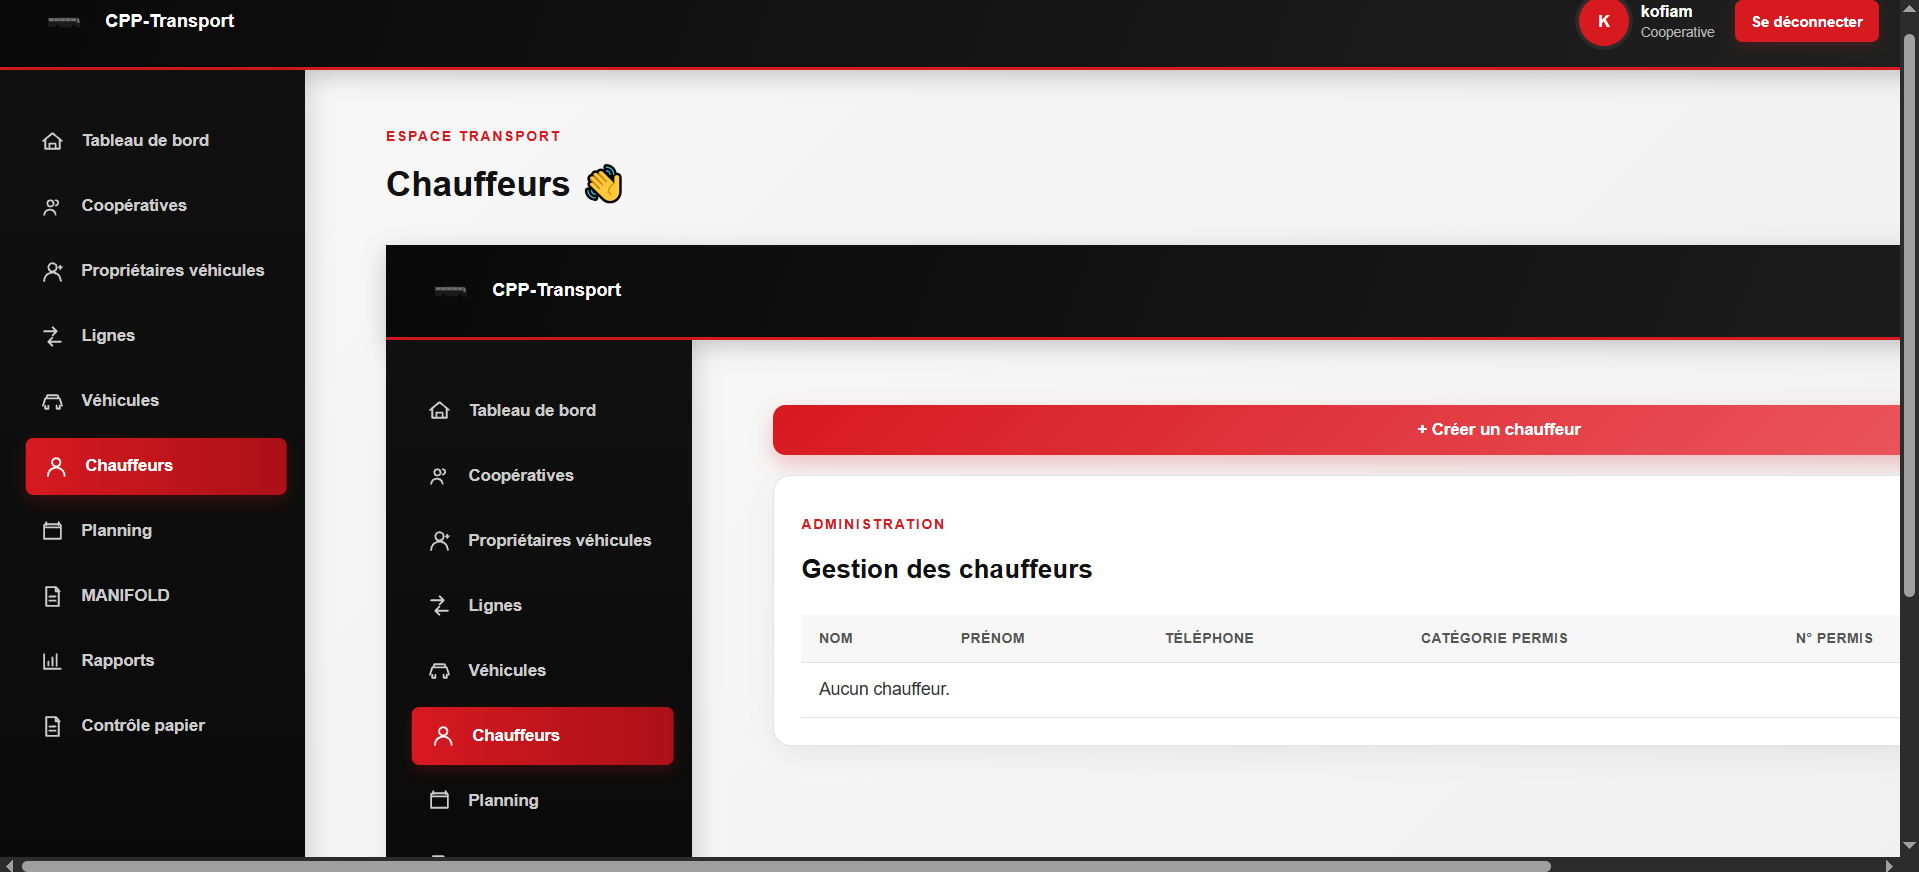 CPP-Transport
K
kofiam
Cooperative
Se déconnecter
Tableau de bord
Coopératives
Propriétaires véhicules
Lignes
Véhicules
Chauffeurs
Planning
MANIFOLD
Rapports
Contrôle papier
ESPACE TRANSPORT
Chauffeurs 👋
CPP-Transport
Tableau de bord
Coopératives
Propriétaires véhicules
Lignes
Véhicules
Chauffeurs
Planning
+ Créer un chauffeur
ADMINISTRATION
Gestion des chauffeurs
NOM PRÉNOM TÉLÉPHONE CATÉGORIE PERMIS N° PERMIS
Aucun chauffeur.